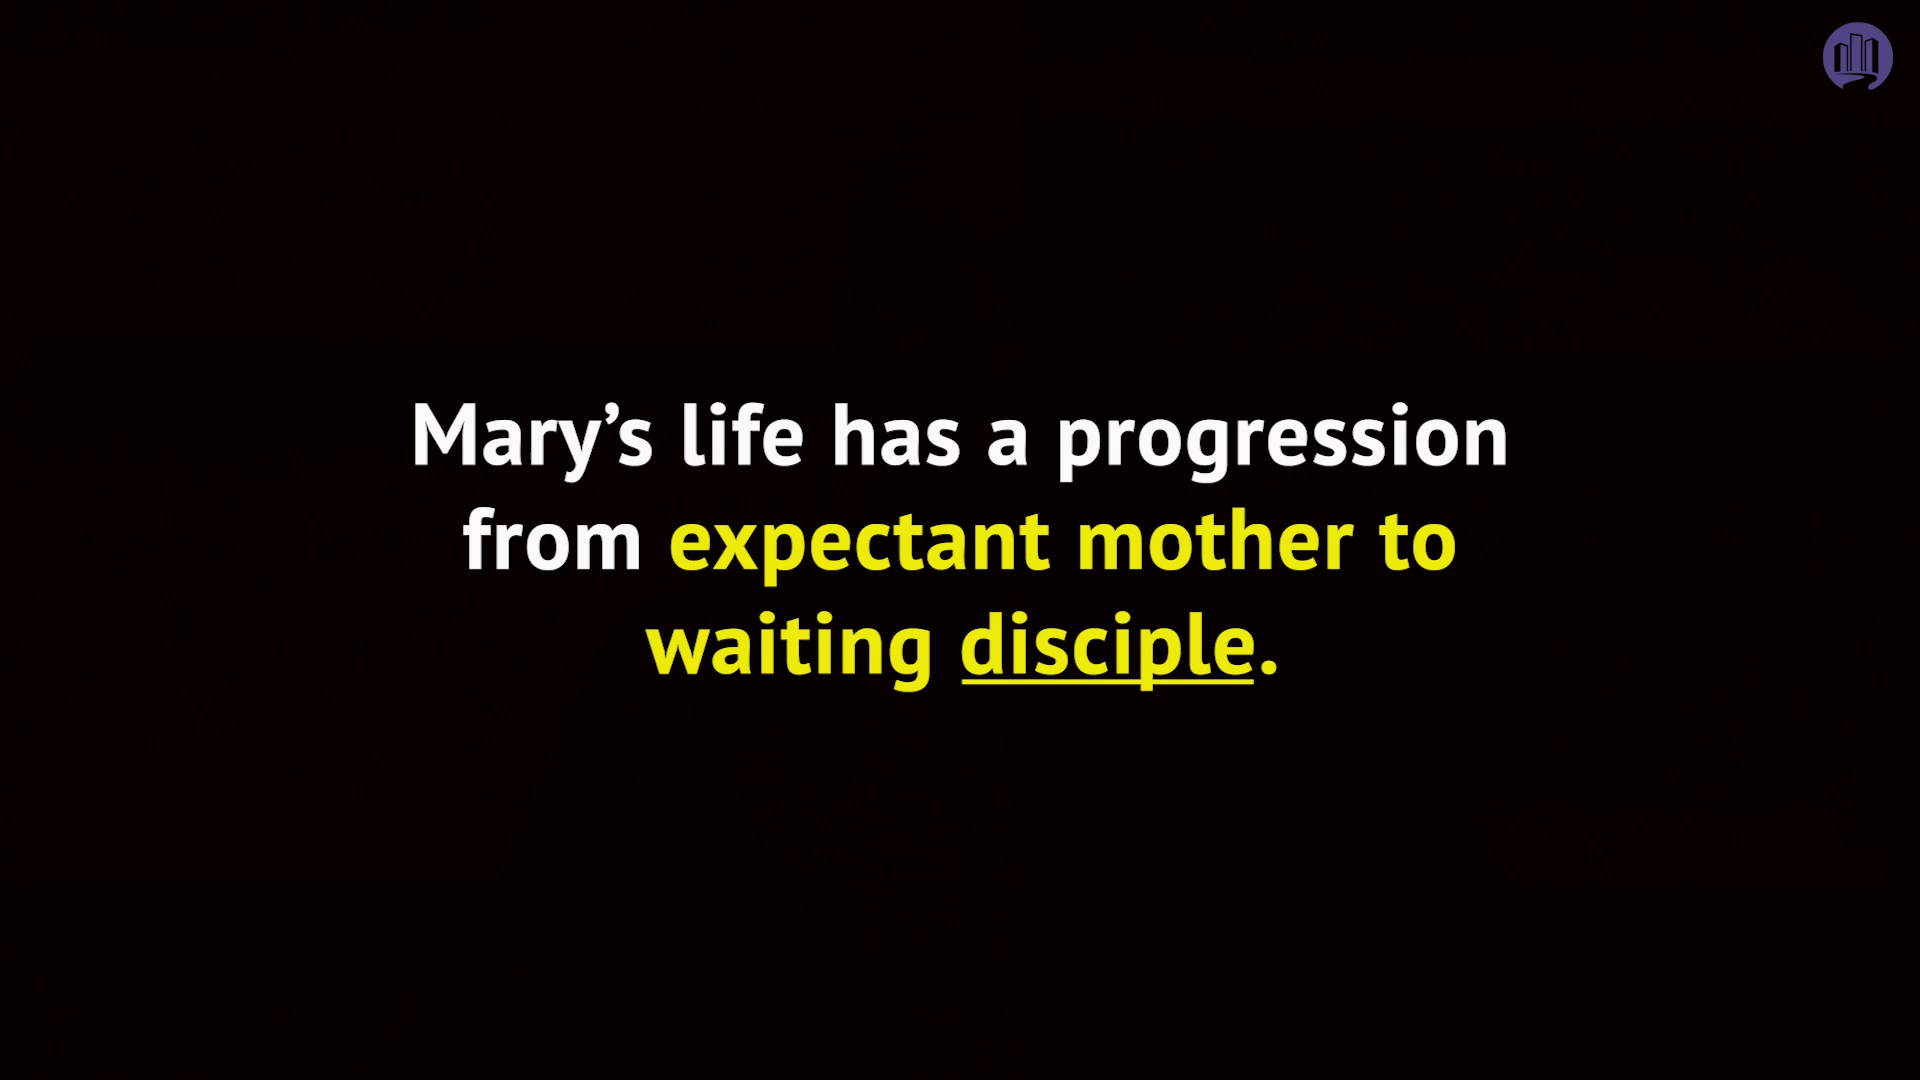 Mary’s life has a progression
from expectant mother to
waiting disciple.